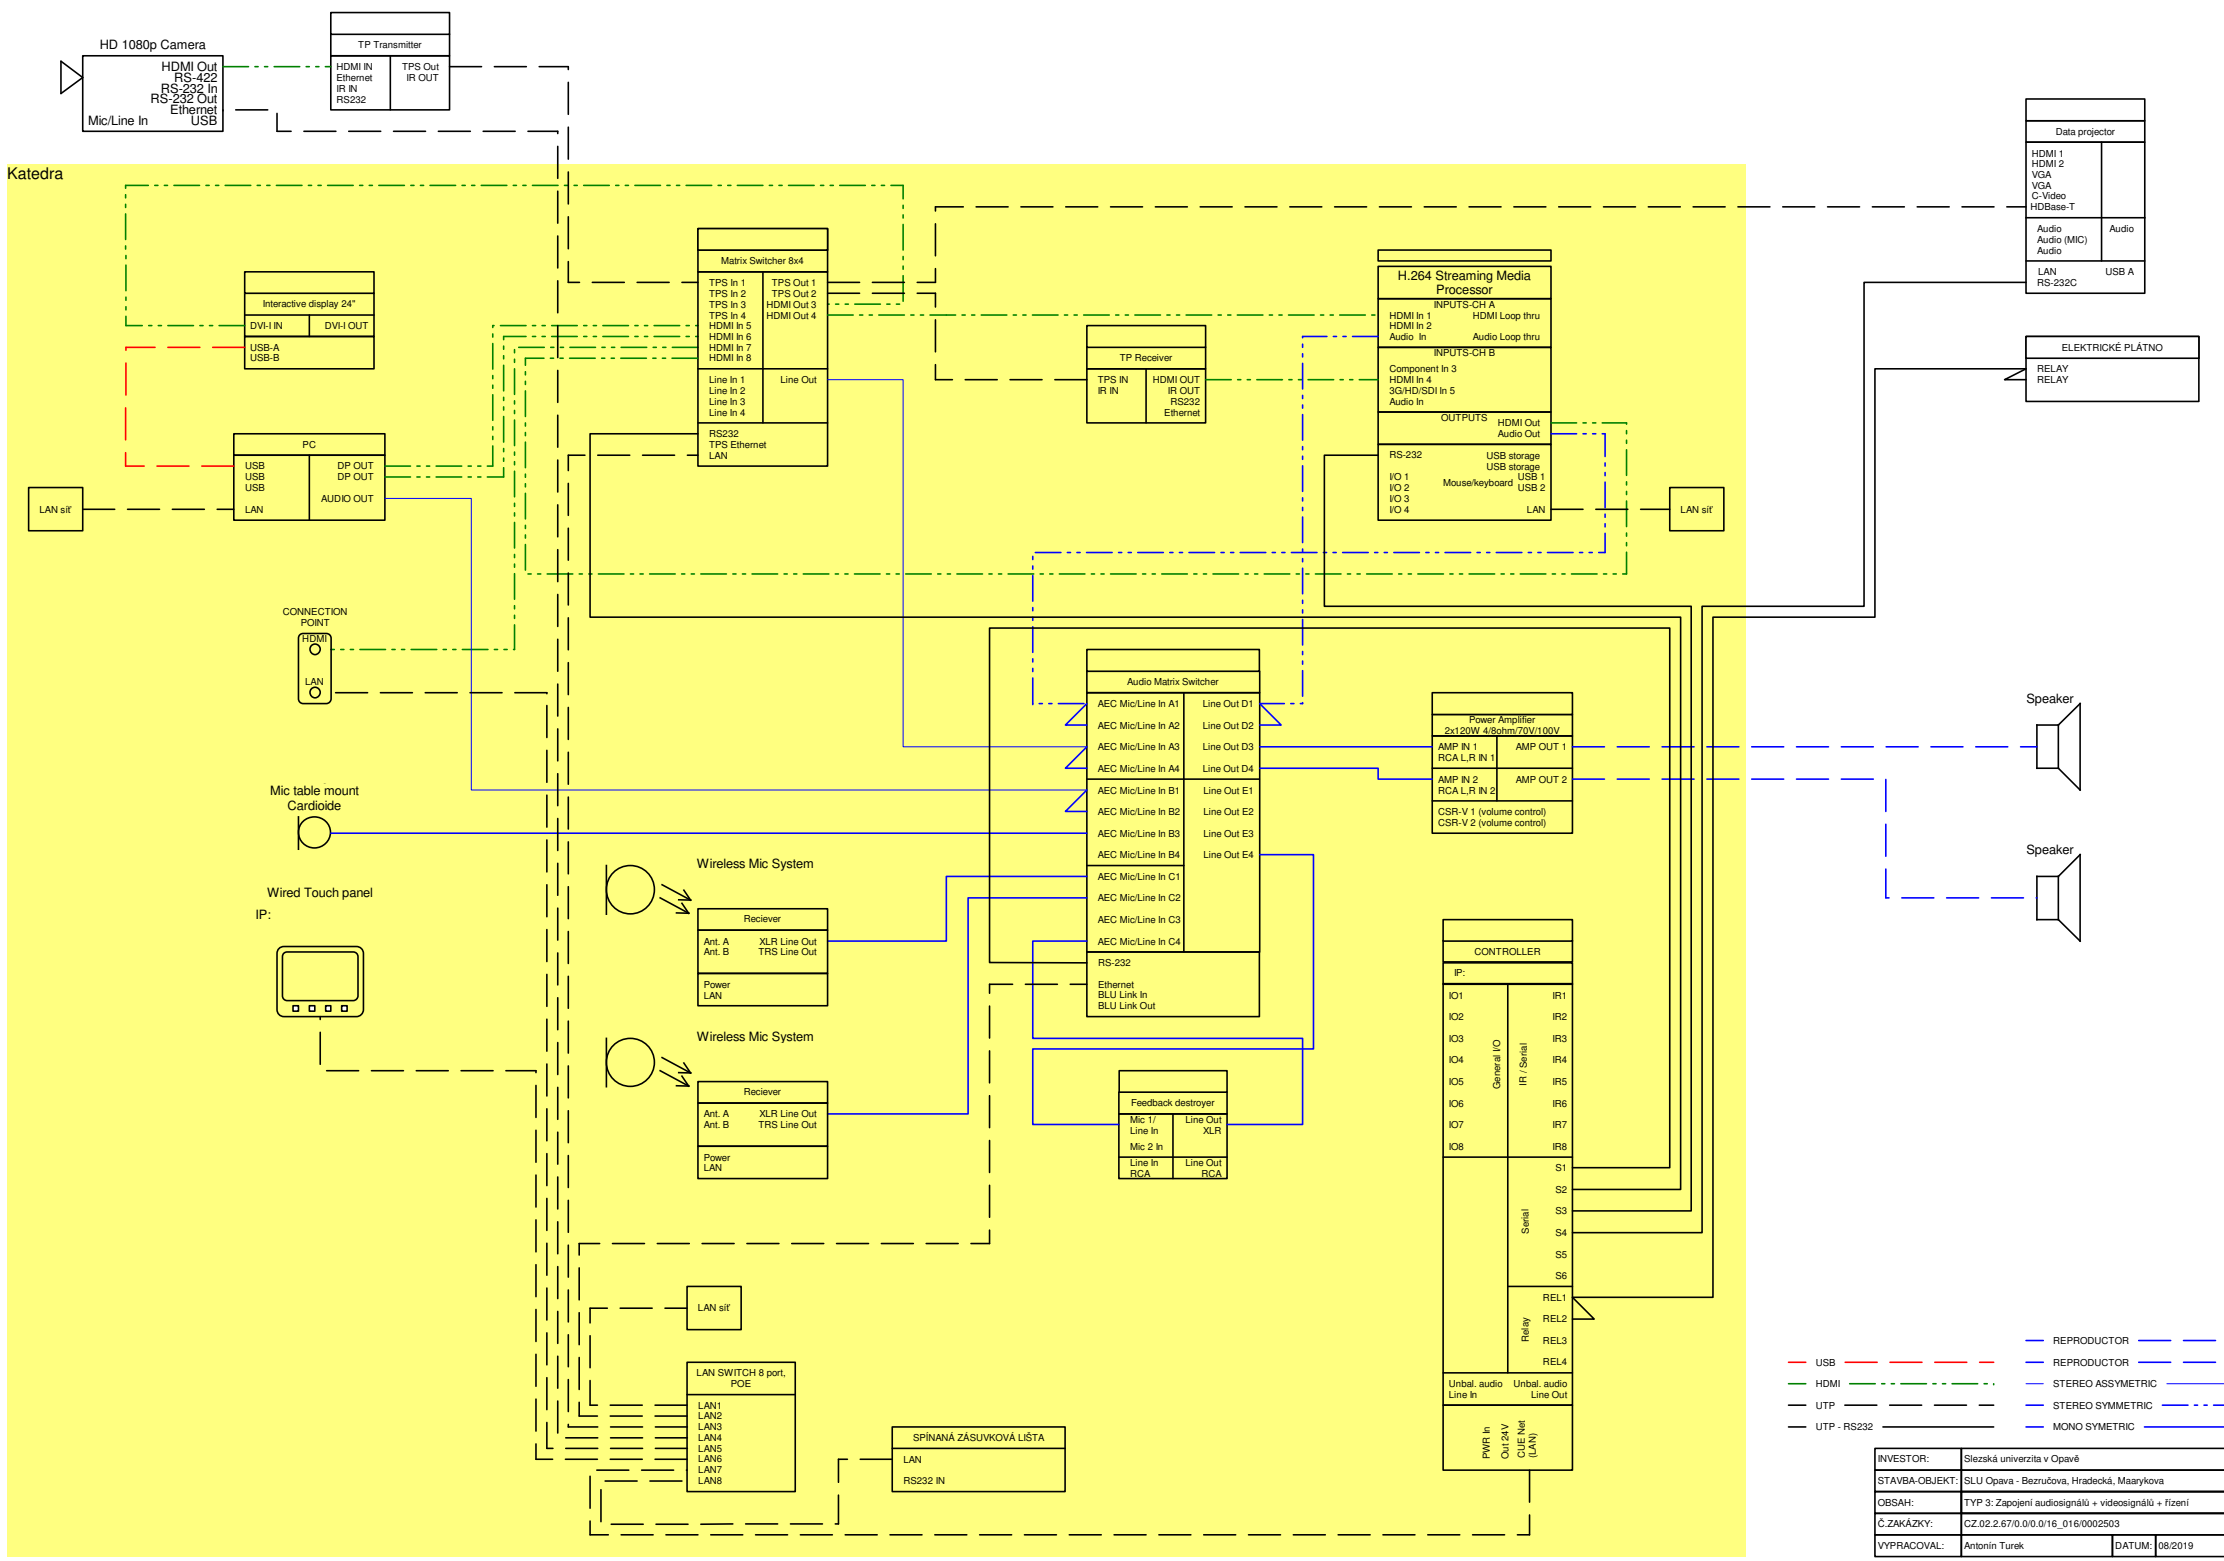 HD 1080p Camera
HDMI Out
RS-422
RS-232 In
RS-232 Out
Ethernet
Mic/Line In USB
TP Transmitter
HDMI IN TPS Out
Ethernet IR OUT
IR IN
RS232
Data projector
HDMI 1
HDMI 2
VGA
VGA
C-Video
HDBase-T
Audio Audio
Audio (MIC)
Audio
LAN USB A
RS-232C
ELEKTRICKÉ PLÁTNO
RELAY
RELAY
Katedra
Interactive display 24"
DVI-I IN DVI-I OUT
USB-A
USB-B
Matrix Switcher 8x4
TPS In 1 TPS Out 1
TPS In 2 TPS Out 2
TPS In 3 HDMI Out 3
TPS In 4 HDMI Out 4
HDMI In 5
HDMI In 6
HDMI In 7
HDMI In 8
Line In 1 Line Out
Line In 2
Line In 3
Line In 4
RS232
TPS Ethernet
LAN
TP Receiver
TPS IN HDMI OUT
IR IN IR OUT
RS232
Ethernet
H.264 Streaming Media
Processor
INPUTS-CH A
HDMI In 1 HDMI Loop thru
HDMI In 2
Audio In Audio Loop thru
INPUTS-CH B
Component In 3
HDMI In 4
3G/HD/SDI In 5
Audio In
OUTPUTS
HDMI Out
Audio Out
RS-232 USB storage
USB storage
I/O 1 USB 1
I/O 2 Mouse/keyboard USB 2
I/O 3
I/O 4 LAN
LAN síť
PC
USB DP OUT
USB DP OUT
USB
AUDIO OUT
LAN
LAN síť
CONNECTION
POINT
HDMI
LAN
Mic table mount
Cardioide
Wired Touch panel
IP:
Wireless Mic System
Reciever
Ant. A XLR Line Out
Ant. B TRS Line Out
Power
LAN
Wireless Mic System
Reciever
Ant. A XLR Line Out
Ant. B TRS Line Out
Power
LAN
Audio Matrix Switcher
AEC Mic/Line In A1 Line Out D1
AEC Mic/Line In A2 Line Out D2
AEC Mic/Line In A3 Line Out D3
AEC Mic/Line In A4 Line Out D4
AEC Mic/Line In B1 Line Out E1
AEC Mic/Line In B2 Line Out E2
AEC Mic/Line In B3 Line Out E3
AEC Mic/Line In B4 Line Out E4
AEC Mic/Line In C1
AEC Mic/Line In C2
AEC Mic/Line In C3
AEC Mic/Line In C4
RS-232
Ethernet
BLU Link In
BLU Link Out
Power Amplifier
2x120W 4/8ohm/70V/100V
AMP IN 1 AMP OUT 1
RCA L,R IN 1
AMP IN 2 AMP OUT 2
RCA L,R IN 2
CSR-V 1 (volume control)
CSR-V 2 (volume control)
Speaker
Speaker
Feedback destroyer
Mic 1/ Line Out
Line In XLR
Mic 2 In
Line In Line Out
RCA RCA
CONTROLLER
IP:
IO1 IR1
IO2 IR2
IO3 IR3
IO4 IR4
IO5 IR5
IO6 IR6
IO7 IR7
IO8 IR8
General I/O
IR / Serial
S1
S2
S3
S4
S5
S6
Serial
REL1
REL2
REL3
REL4
Relay
Unbal. audio Unbal. audio
Line In Line Out
PWR In
Out 24V
CUE Net
(LAN)
LAN síť
LAN SWITCH 8 port,
POE
LAN1
LAN2
LAN3
LAN4
LAN5
LAN6
LAN7
LAN8
SPÍNANÁ ZÁSUVKOVÁ LIŠTA
LAN
RS232 IN
REPRODUCTOR
USB REPRODUCTOR
HDMI STEREO ASSYMETRIC
UTP STEREO SYMMETRIC
UTP - RS232 MONO SYMETRIC
INVESTOR: Slezská univerzita v Opavě
STAVBA-OBJEKT: SLU Opava - Bezručova, Hradecká, Maarykova
OBSAH: TYP 3: Zapojení audiosignálů + videosignálů + řízení
Č.ZAKÁZKY: CZ.02.2.67/0.0/0.0/16_016/0002503
VYPRACOVAL: Antonín Turek DATUM: 08/2019